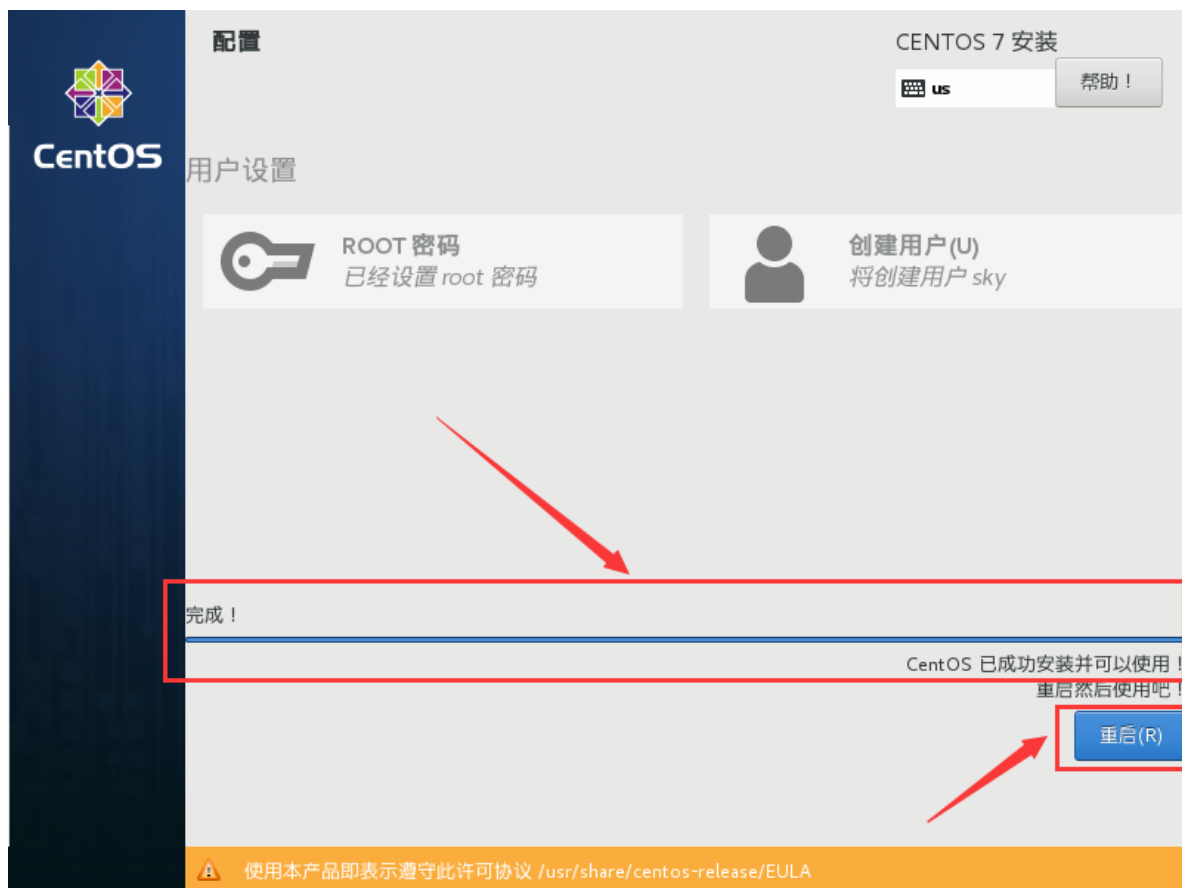 配置
CENTOS 7 安装
us
帮助！
CentOS
用户设置
ROOT 密码
已经设置 root 密码
创建用户(U)
将创建用户 sky
完成！
CentOS 已成功安装并可以使用！
重启然后使用吧！
重启(R)
使用本产品即表示遵守此许可协议 /usr/share/centos-release/EULA